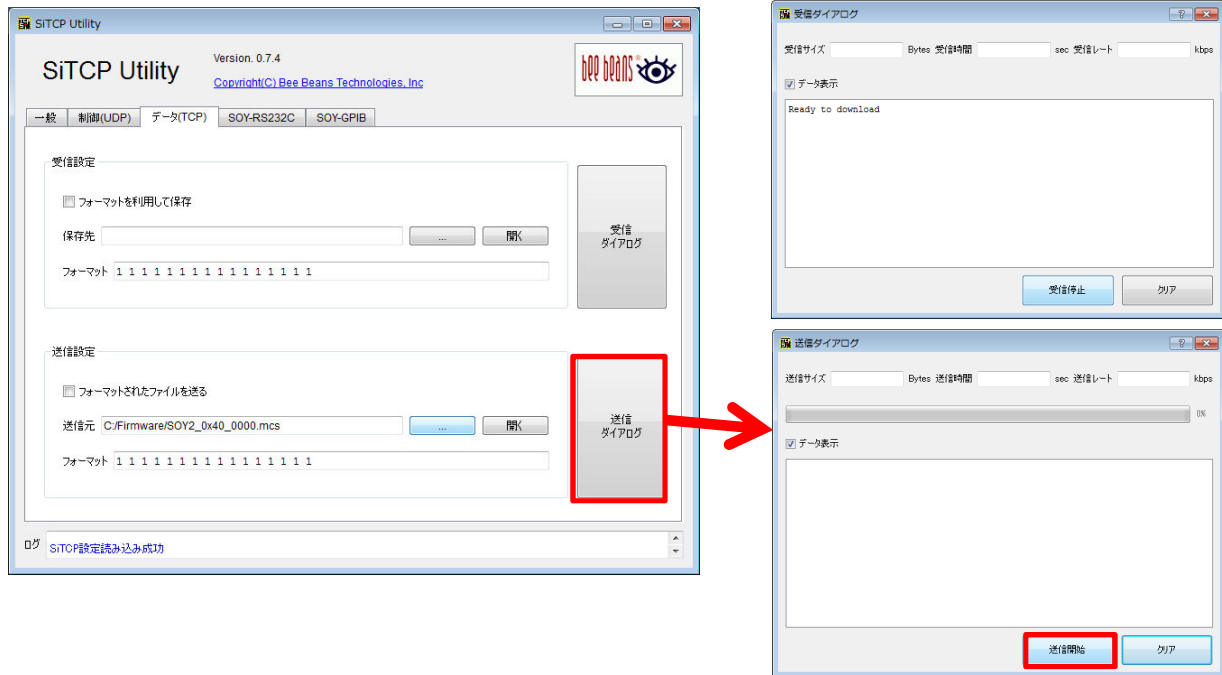 SiTCP Utility
SiTCP Utility
Version. 0.7.4
Copyright(C) Bee Beans Technologies, Inc
bee beans
一般 制御(UDP) データ(TCP) SOY-RS232C SOY-GPIB
受信設定
フォーマットを利用して保存
保存先 ... 開く
フォーマット 1 1 1 1 1 1 1 1 1 1 1 1 1 1 1 1
受信
ダイアログ
送信設定
フォーマットされたファイルを送る
送信元 C:/Firmware/SOY2_0x40_0000.mcs ... 開く
フォーマット 1 1 1 1 1 1 1 1 1 1 1 1 1 1 1 1
送信
ダイアログ
ログ SiTCP設定読み込み成功
受信ダイアログ
受信サイズ Bytes 受信時間 sec 受信レート kbps
データ表示
Ready to download
受信停止 クリア
送信ダイアログ
送信サイズ Bytes 送信時間 sec 送信レート kbps
0%
データ表示
送信開始 クリア